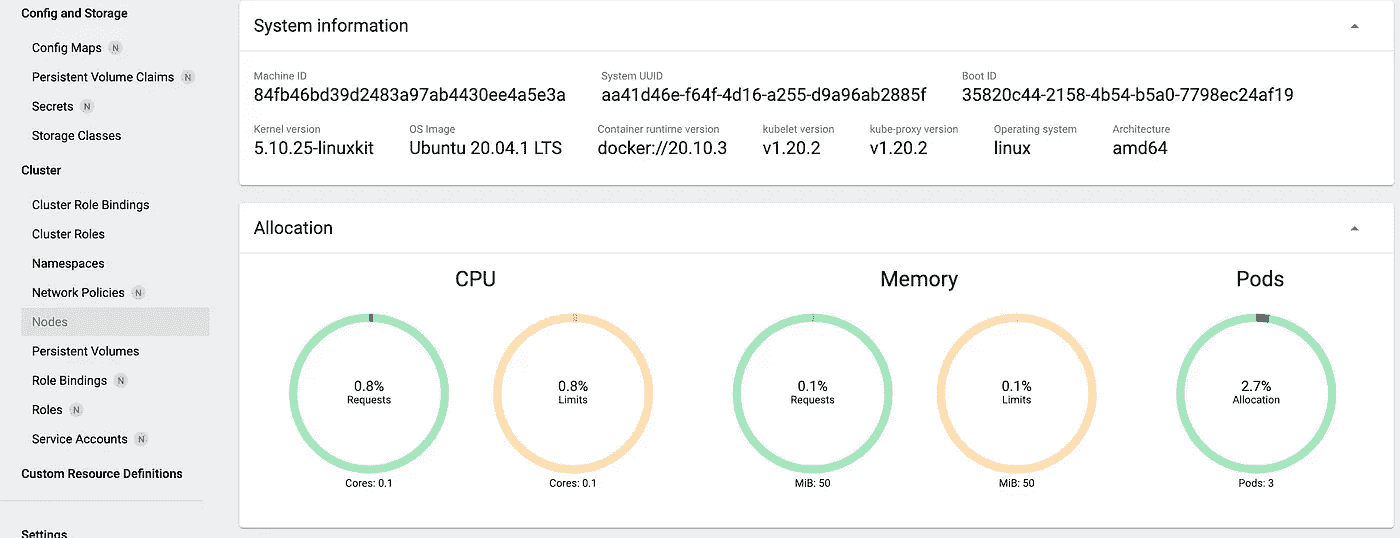 Config and Storage
Config Maps N
Persistent Volume Claims N
Secrets N
Storage Classes
Cluster
Cluster Role Bindings
Cluster Roles
Namespaces
Network Policies N
Nodes
Persistent Volumes
Role Bindings N
Roles N
Service Accounts N
Custom Resource Definitions
Settings
System information
Machine ID System UUID Boot ID
84fb46bd39d2483a97ab4430ee4a5e3a aa41d46e-f64f-4d16-a255-d9a96ab2885f 35820c44-2158-4b54-b5a0-7798ec24af19
Kernel version OS Image Container runtime version kubelet version kube-proxy version Operating system Architecture
5.10.25-linuxkit Ubuntu 20.04.1 LTS docker://20.10.3 v1.20.2 v1.20.2 linux amd64
Allocation
CPU Memory Pods
0.8% 0.8% 0.1% 0.1% 2.7%
Requests Limits Requests Limits Allocation
Cores: 0.1 Cores: 0.1 MiB: 50 MiB: 50 Pods: 3